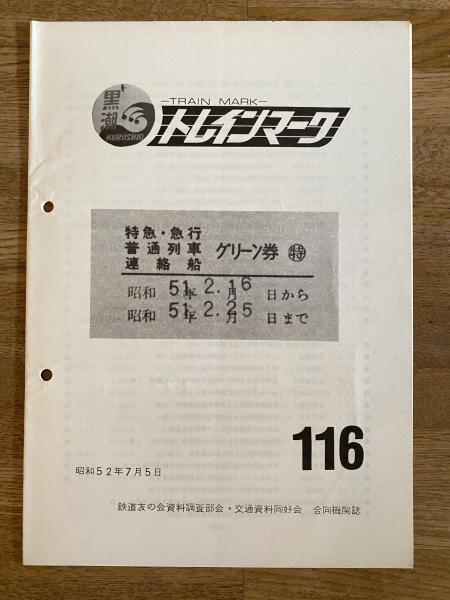 黒潮
KUROSHIO
—TRAIN MARK—
トレインマーク
特急・急行
普通列車 グリーン券 ㊕
連絡船
昭和 51年 2.月16 日から
昭和 51年 2.月25 日まで
116
昭和52年7月5日
鉄道友の会資料調査部会・交通資料同好会 合同機関誌